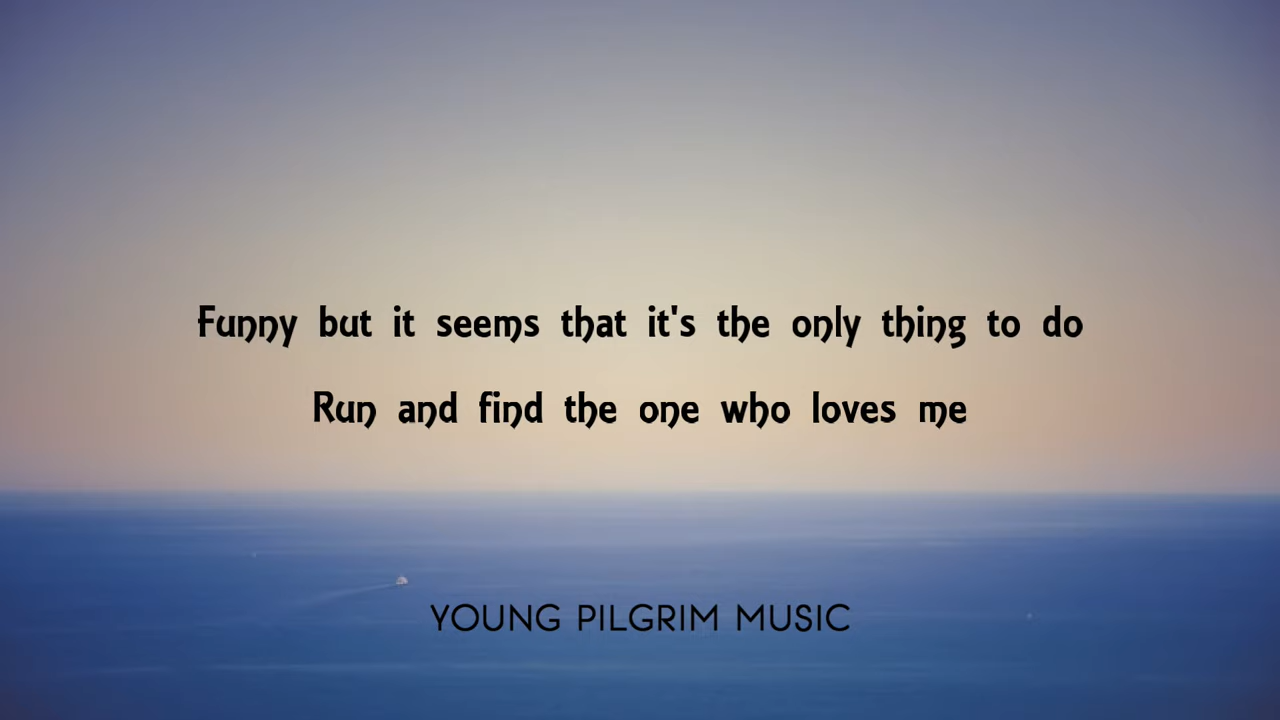 Funny but it seems that it's the only thing to do
Run and find the one who loves me
YOUNG PILGRIM MUSIC